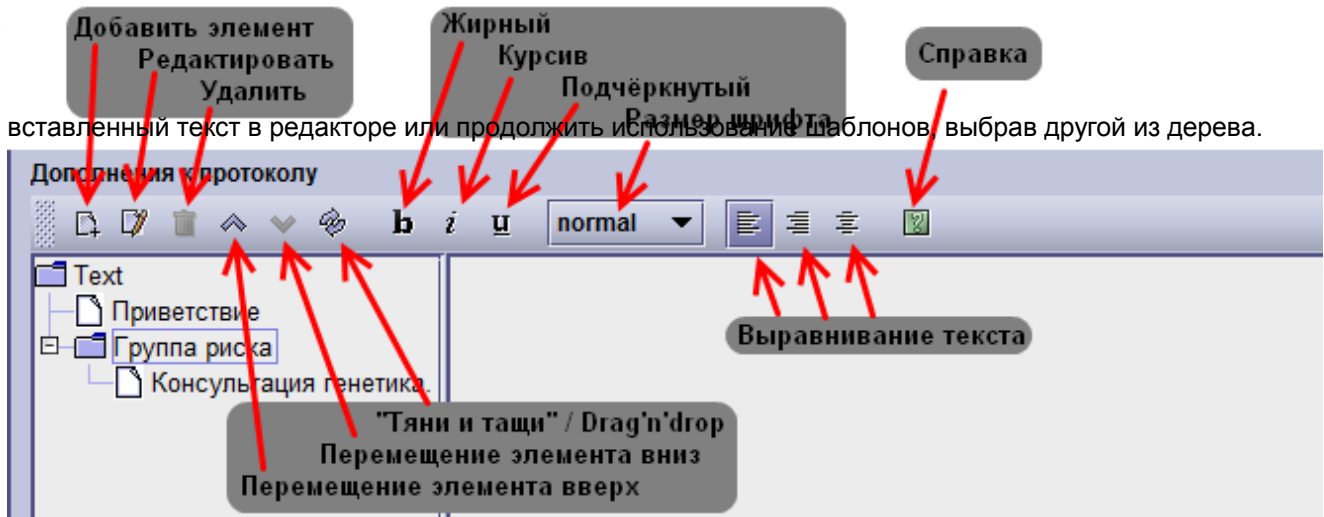 Добавить элемент
Редактировать
Удалить
Жирный
Курсив
Подчёркнутый
Размер шрифта
Справка
вставленный текст в редакторе или продолжить использование шаблонов, выбрав другой из дерева.
Дополнения к протоколу
b i u normal
Text
Приветствие
Группа риска
Консультация генетика.
Выравнивание текста
"Тяни и тащи" / Drag'n'drop
Перемещение элемента вниз
Перемещение элемента вверх